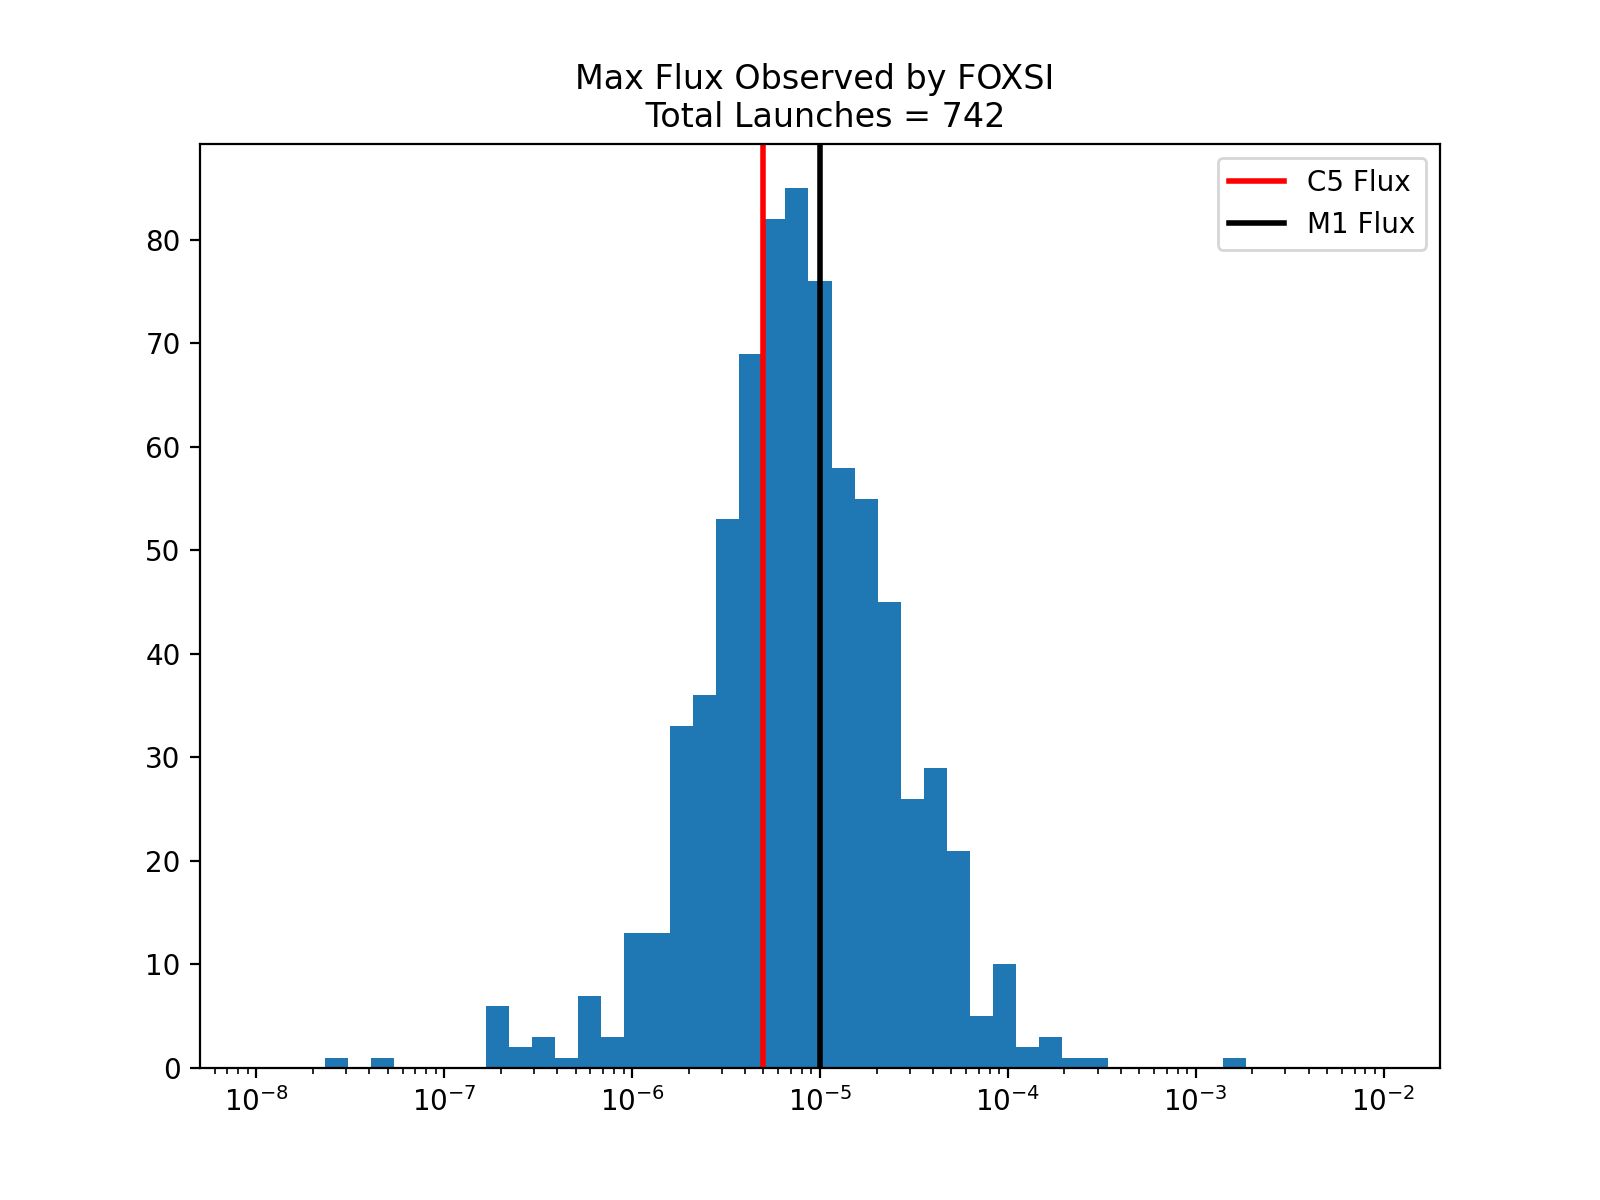 Max Flux Observed by FOXSI
Total Launches = 742
C5 Flux
M1 Flux
80
70
60
50
40
30
20
10
0
10⁻⁸ 10⁻⁷ 10⁻⁶ 10⁻⁵ 10⁻⁴ 10⁻³ 10⁻²